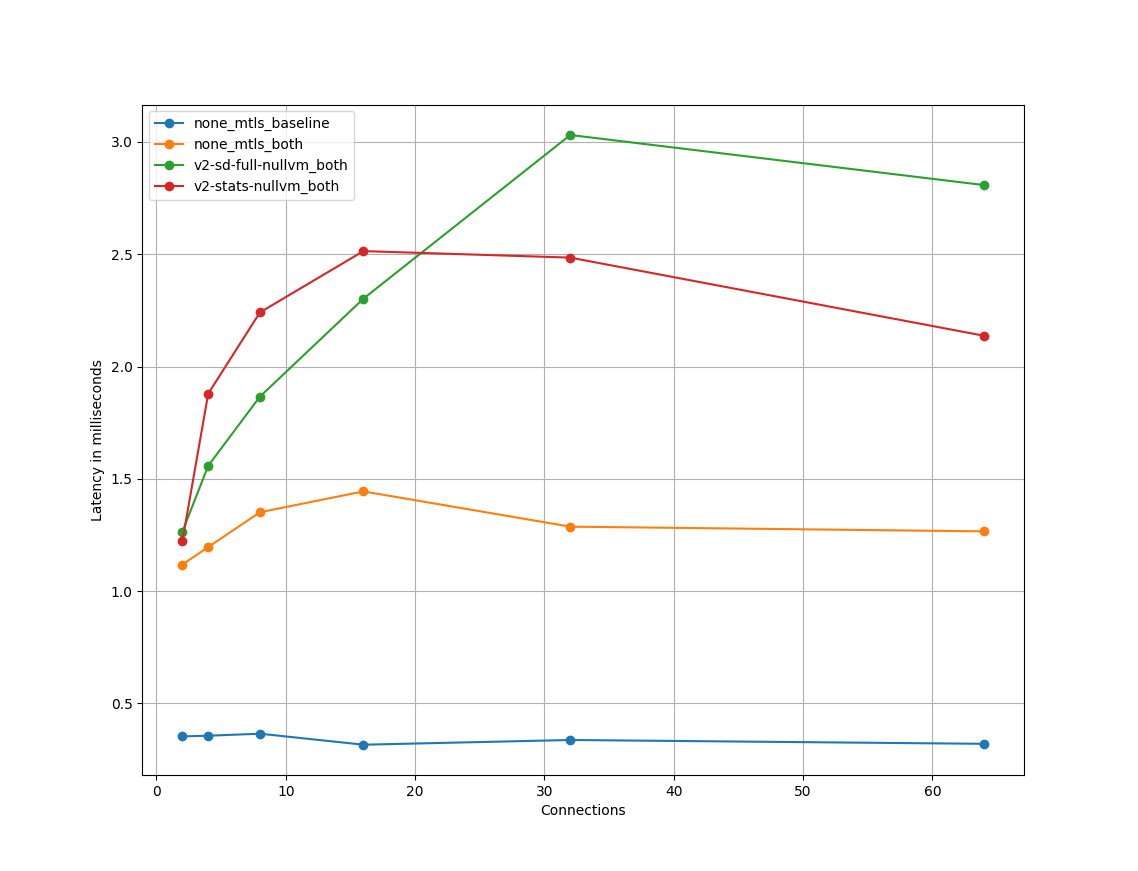 none_mtls_baseline
none_mtls_both
v2-sd-full-nullvm_both
v2-stats-nullvm_both
3.0
2.5
2.0
1.5
1.0
0.5
Latency in milliseconds
0 10 20 30 40 50 60
Connections